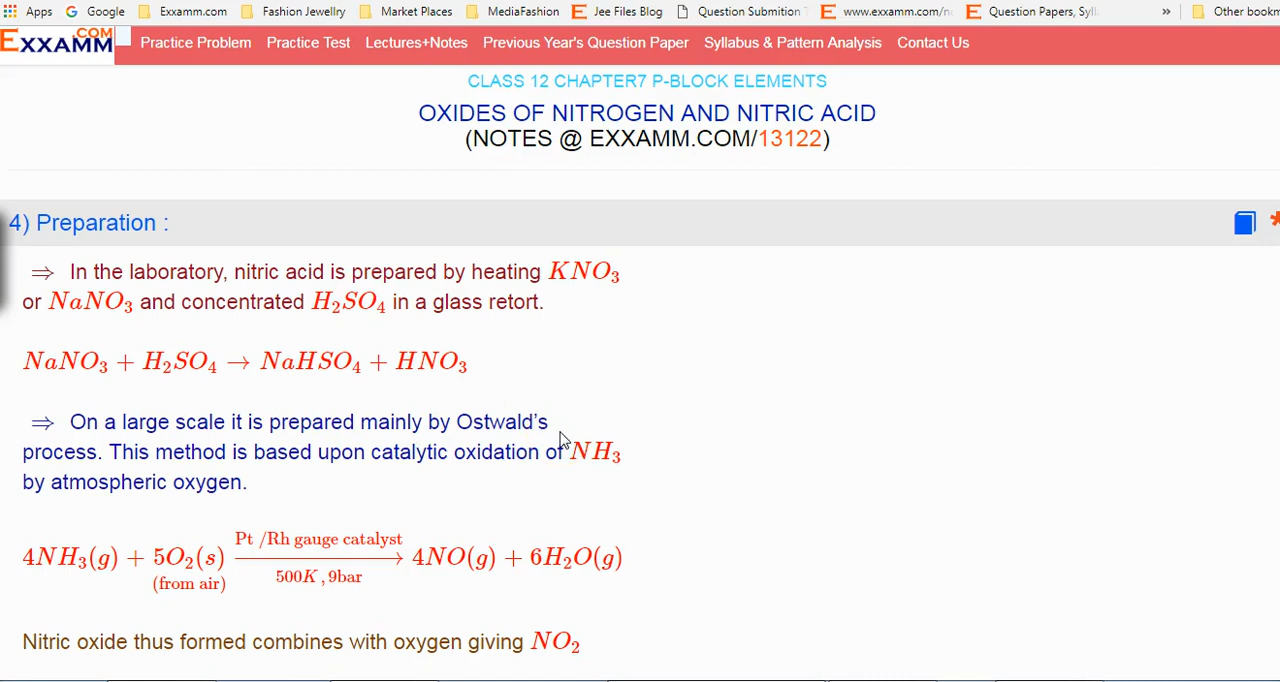 Apps Google Exxamm.com Fashion Jewellry Market Places MediaFashion Jee Files Blog Question Submition www.exxamm.com/n Question Papers, Syl » Other bookm
EXXAMM .COM Practice Problem Practice Test Lectures+Notes Previous Year's Question Paper Syllabus & Pattern Analysis Contact Us
CLASS 12 CHAPTER7 P-BLOCK ELEMENTS
OXIDES OF NITROGEN AND NITRIC ACID
(NOTES @ EXXAMM.COM/13122)
4) Preparation : *
⇒ In the laboratory, nitric acid is prepared by heating KNO₃
or NaNO₃ and concentrated H₂SO₄ in a glass retort.
NaNO₃ + H₂SO₄ → NaHSO₄ + HNO₃
⇒ On a large scale it is prepared mainly by Ostwald’s
process. This method is based upon catalytic oxidation of NH₃
by atmospheric oxygen.
Pt /Rh gauge catalyst
4NH₃(g) + 5O₂(s) → 4NO(g) + 6H₂O(g)
(from air) 500K, 9bar
Nitric oxide thus formed combines with oxygen giving NO₂